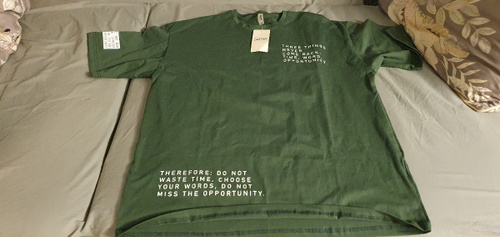 THREE THINGS
NEVER
COME BACK:
TIME, WORD,
OPPORTUNITY
THEREFORE: DO NOT
WASTE TIME, CHOOSE
YOUR WORDS, DO NOT
MISS THE OPPORTUNITY.